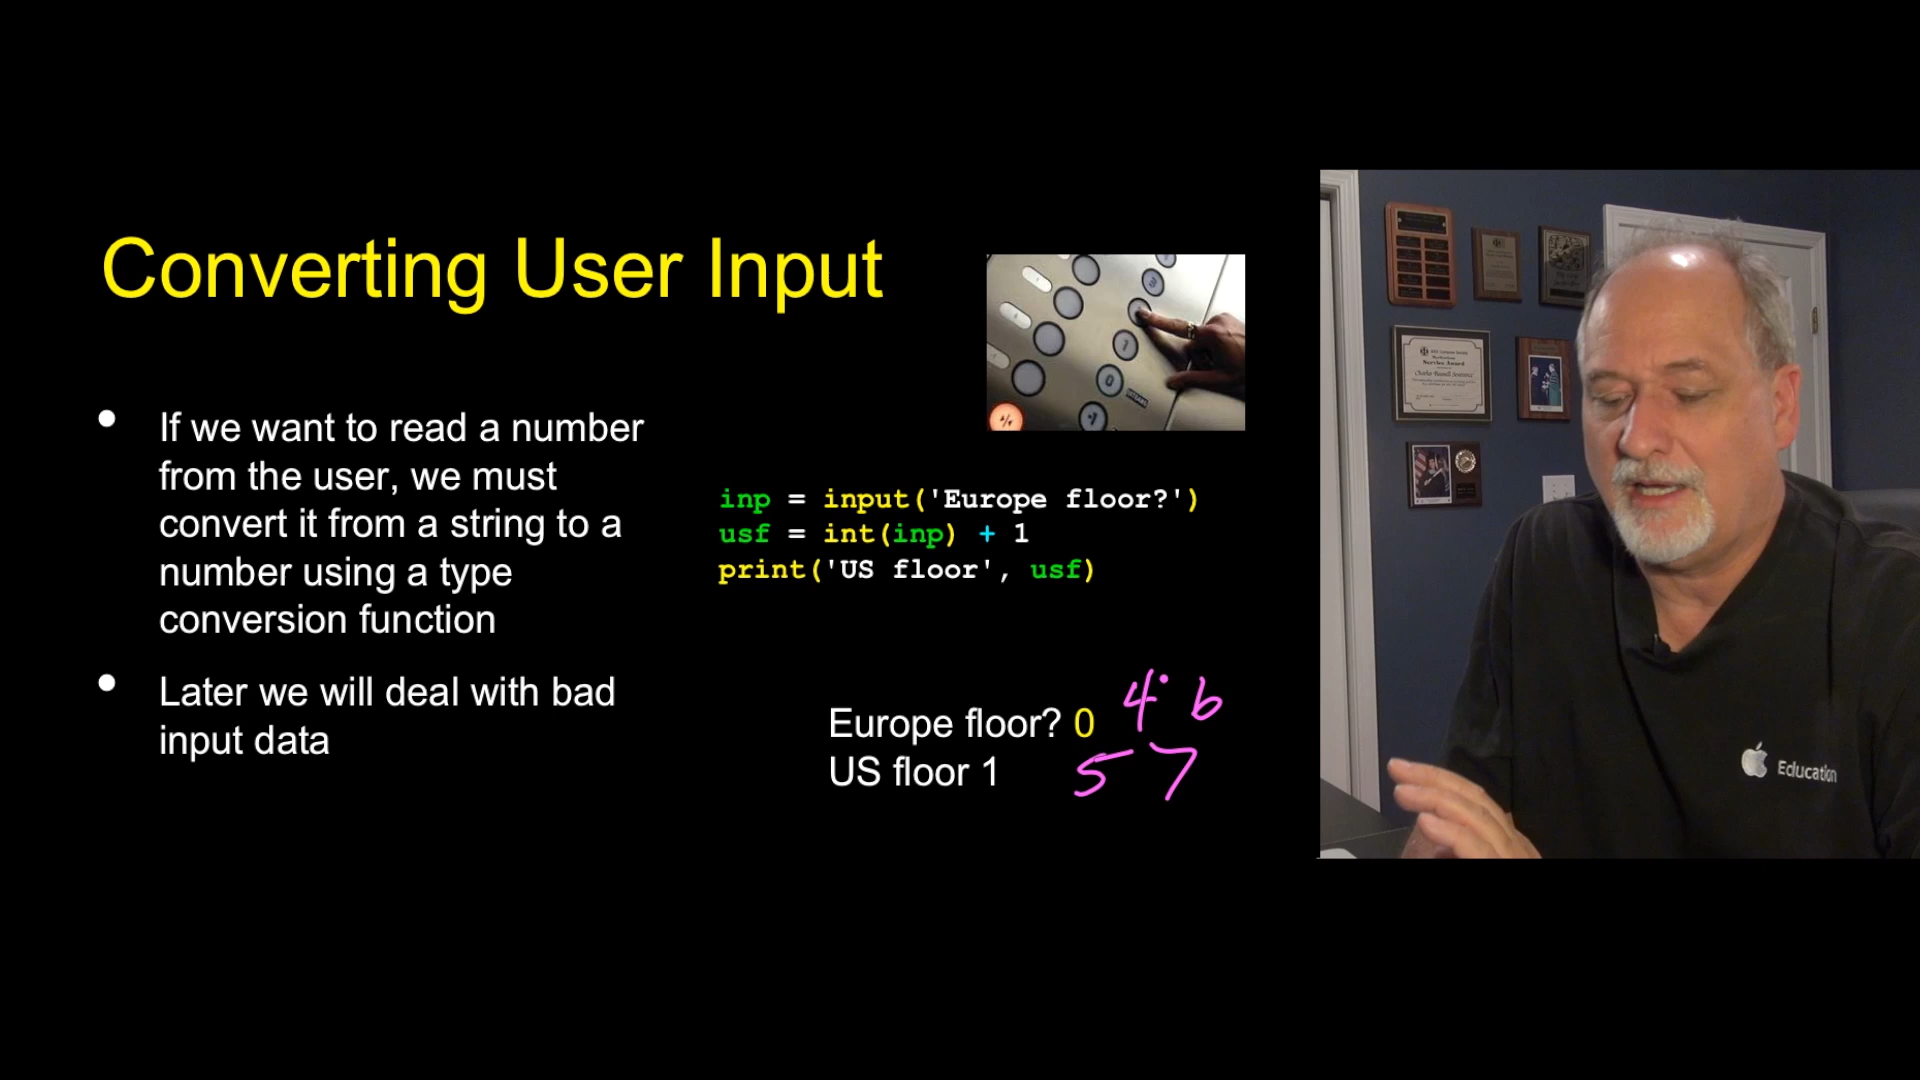 Converting User Input
If we want to read a number
from the user, we must
convert it from a string to a
number using a type
conversion function
Later we will deal with bad
input data
inp = input('Europe floor?')
usf = int(inp) + 1
print('US floor', usf)
Europe floor? 0 4 6
US floor 1 5 7
Service Award
Education